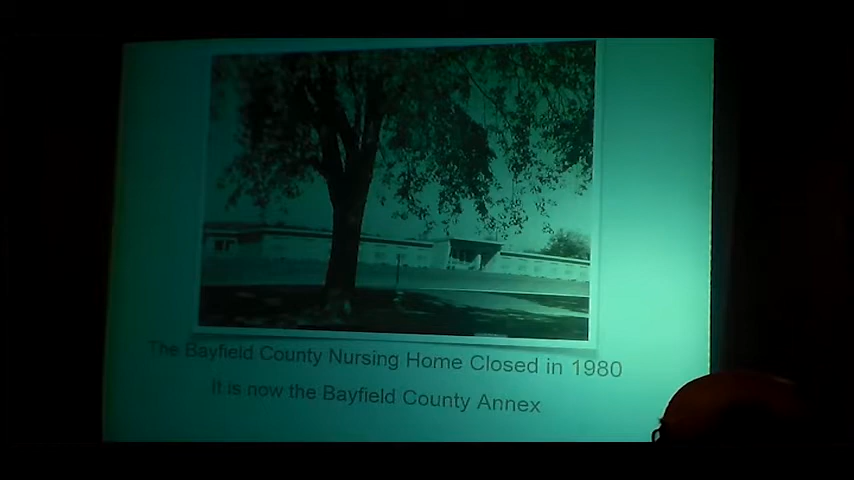 The Bayfield County Nursing Home Closed in 1980
It is now the Bayfield County Annex